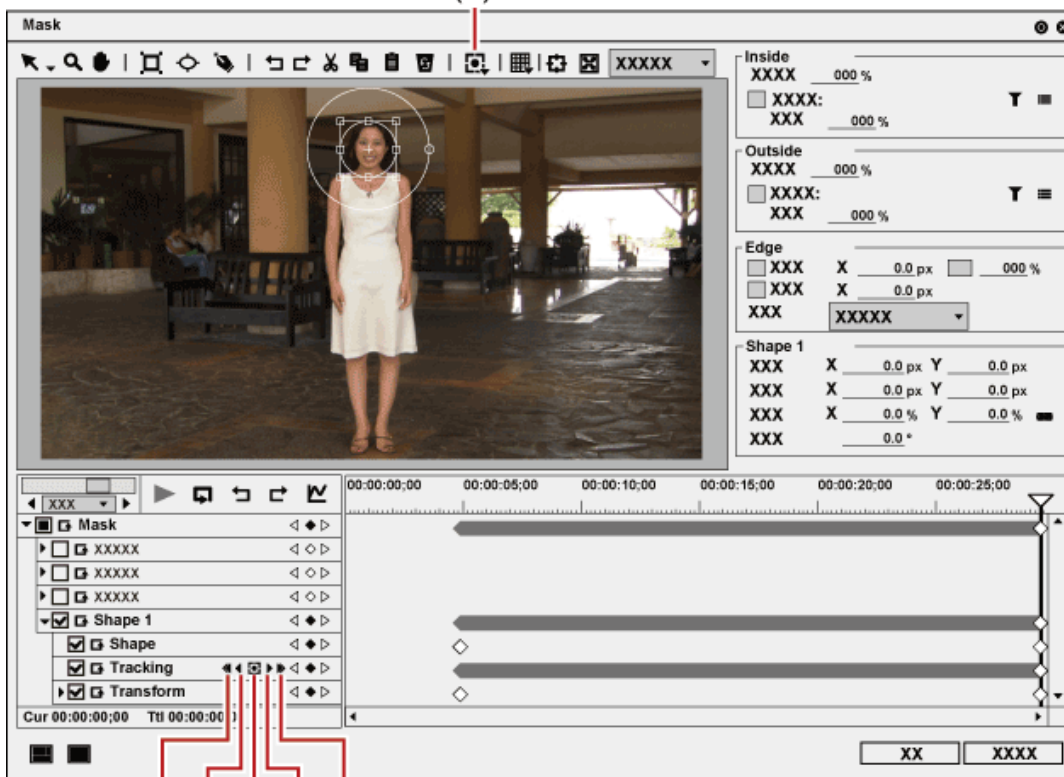 Mask
XXXXX
Inside
XXXX 000 %
XXXX:
XXX 000 %
Outside
XXXX 000 %
XXXX:
XXX 000 %
Edge
XXX X 0.0 px 000 %
XXX X 0.0 px
XXX XXXXX
Shape 1
XXX X 0.0 px Y 0.0 px
XXX X 0.0 px Y 0.0 px
XXX X 0.0 % Y 0.0 %
XXX 0.0 °
XXX
00:00:00;00 00:00:05;00 00:00:10;00 00:00:15;00 00:00:20;00 00:00:25;00
Mask
XXXXX
XXXXX
XXXXX
Shape 1
Shape
Tracking
Transform
Cur 00:00:00;00 Ttl 00:00:00
XX XXXX